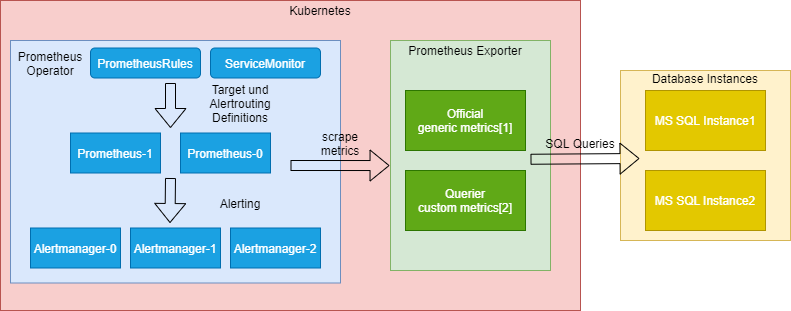 Kubernetes
Prometheus
Operator
PrometheusRules
ServiceMonitor
Target und
Alertrouting
Definitions
Prometheus-1
Prometheus-0
Alerting
Alertmanager-0
Alertmanager-1
Alertmanager-2
scrape
metrics
Prometheus Exporter
Official
generic metrics[1]
Querier
custom metrics[2]
SQL Queries
Database Instances
MS SQL Instance1
MS SQL Instance2